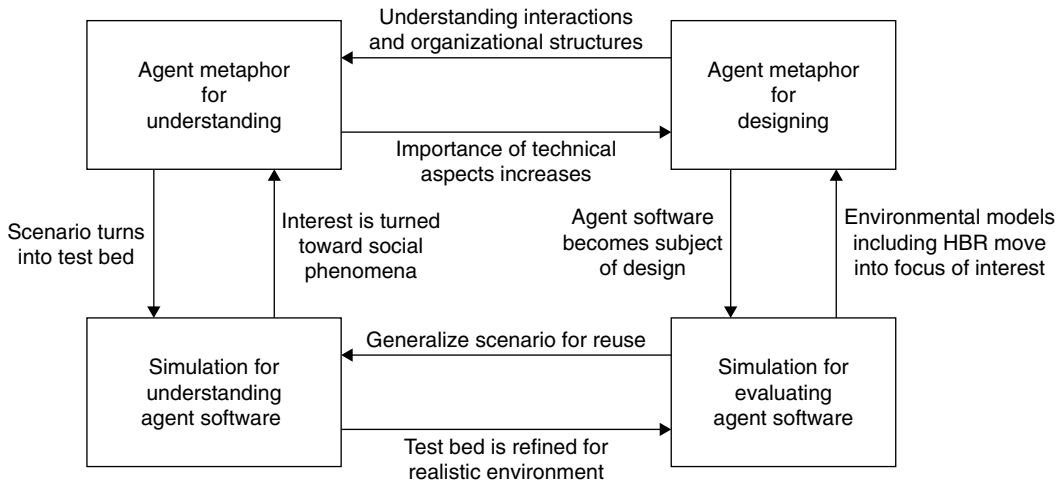 Understanding interactions
and organizational structures
Agent metaphor
for
understanding
Agent metaphor
for
designing
Importance of technical
aspects increases
Scenario turns
into test bed
Interest is turned
toward social
phenomena
Agent software
becomes subject
of design
Environmental models
including HBR move
into focus of interest
Generalize scenario for reuse
Simulation for
understanding
agent software
Simulation for
evaluating
agent software
Test bed is refined for
realistic environment